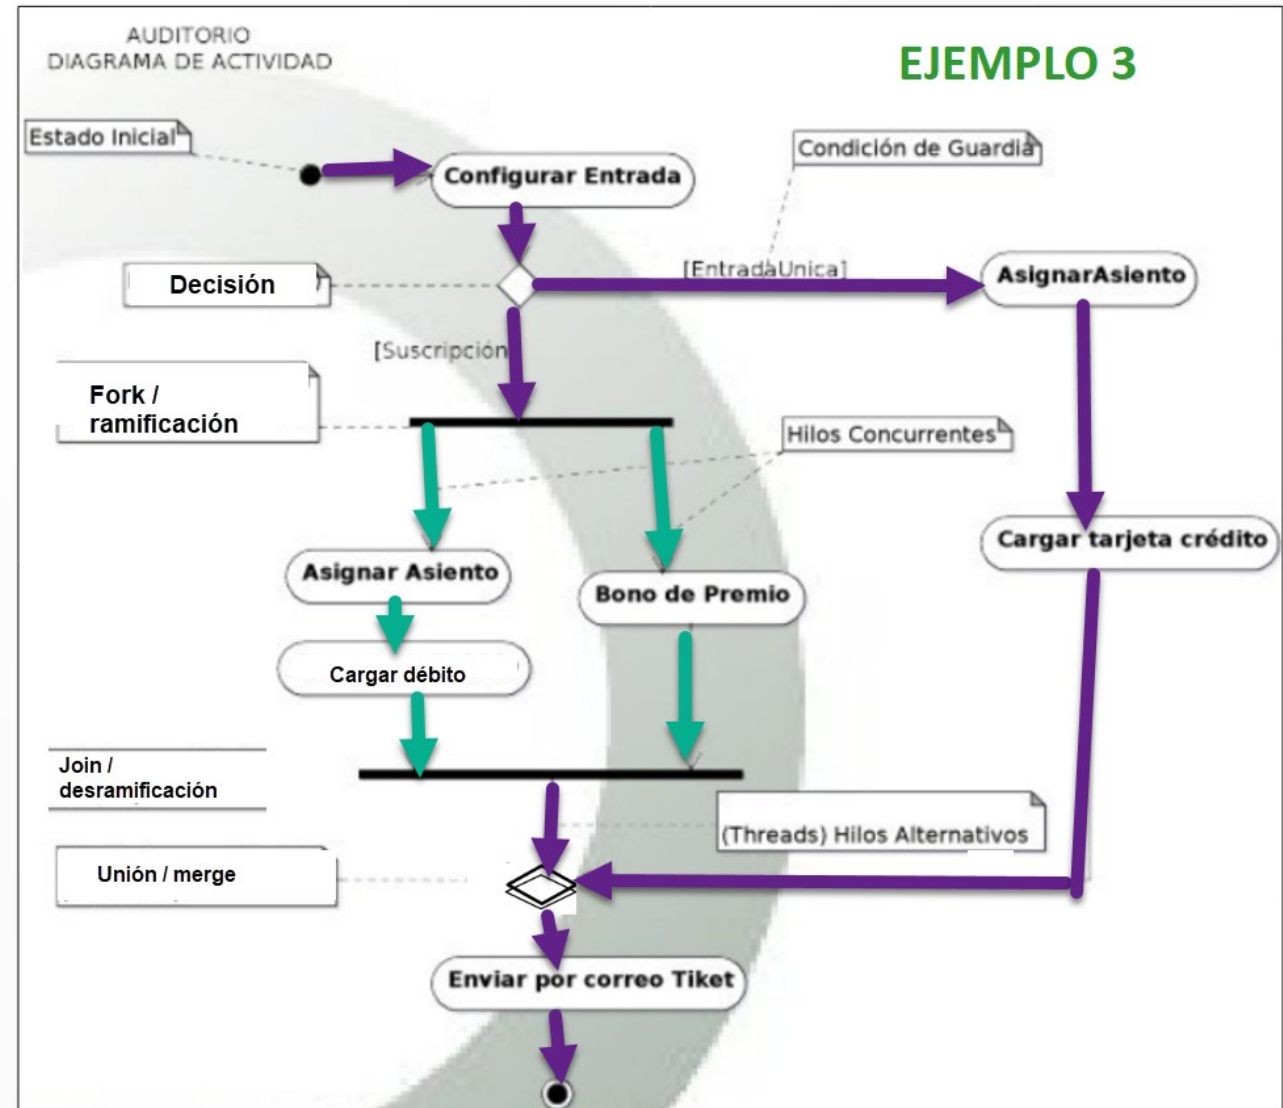 AUDITORIO
DIAGRAMA DE ACTIVIDAD
EJEMPLO 3
Estado Inicial
Condición de Guardia
Configurar Entrada
Decisión
[EntradaUnica]
AsignarAsiento
[Suscripción
Fork /
ramificación
Hilos Concurrentes
Cargar tarjeta crédito
Asignar Asiento
Bono de Premio
Cargar débito
Join /
desramificación
(Threads) Hilos Alternativos
Unión / merge
Enviar por correo Tiket